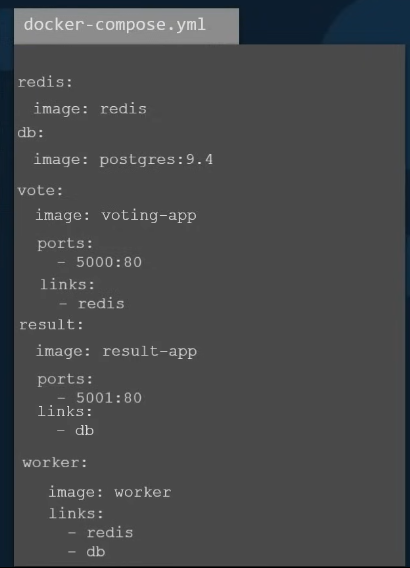 docker-compose.yml
redis:
image: redis
db:
image: postgres:9.4
vote:
image: voting-app
ports:
- 5000:80
links:
- redis
result:
image: result-app
ports:
- 5001:80
links:
- db
worker:
image: worker
links:
- redis
- db